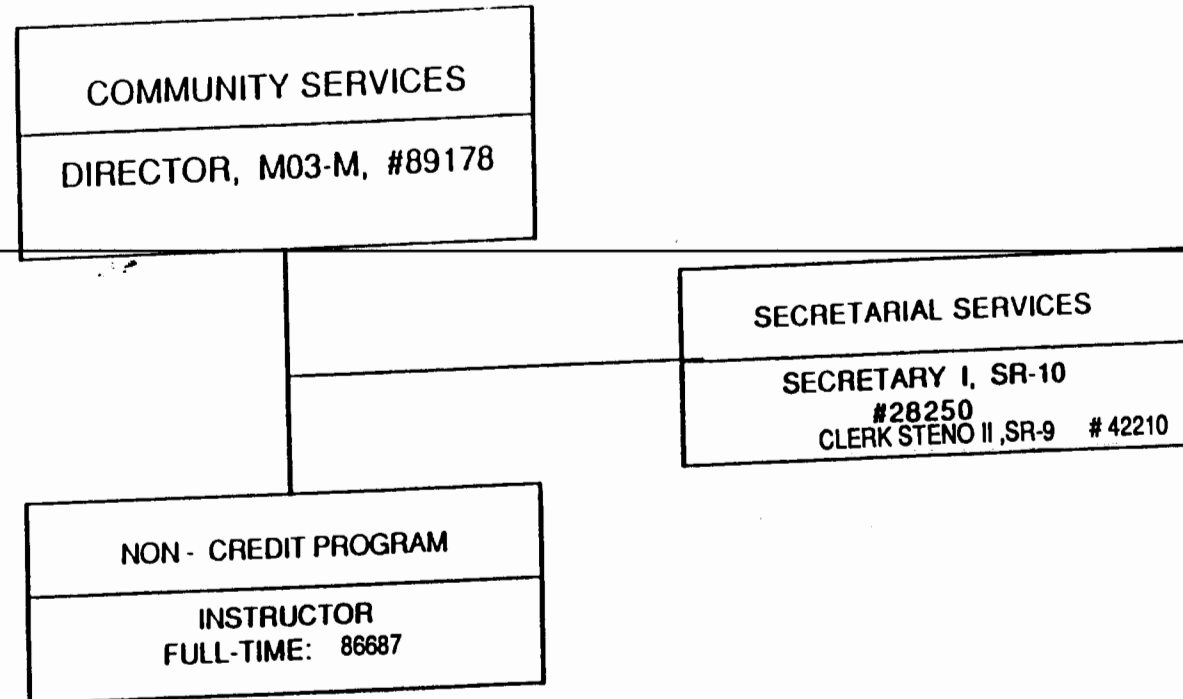 COMMUNITY SERVICES
DIRECTOR, M03-M, #89178
SECRETARIAL SERVICES
SECRETARY I, SR-10
#28250
CLERK STENO II ,SR-9 # 42210
NON - CREDIT PROGRAM
INSTRUCTOR
FULL-TIME: 86687